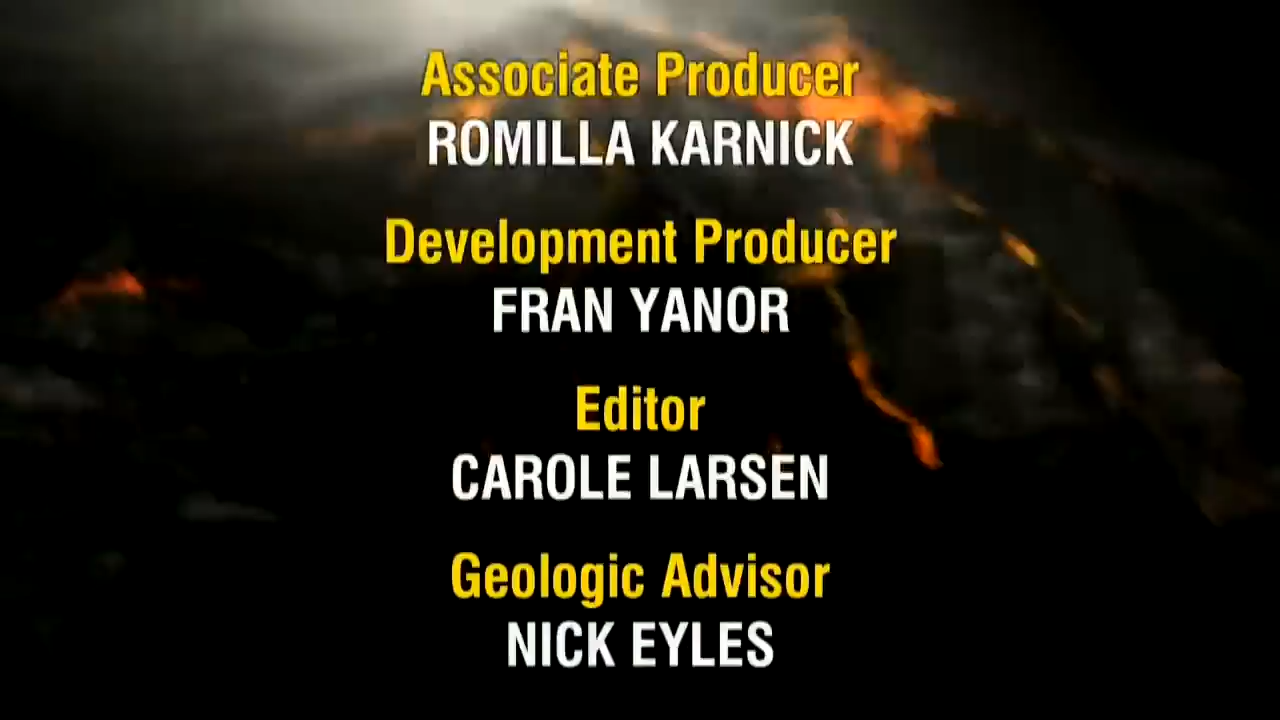 Associate Producer
ROMILLA KARNICK
Development Producer
FRAN YANOR
Editor
CAROLE LARSEN
Geologic Advisor
NICK EYLES